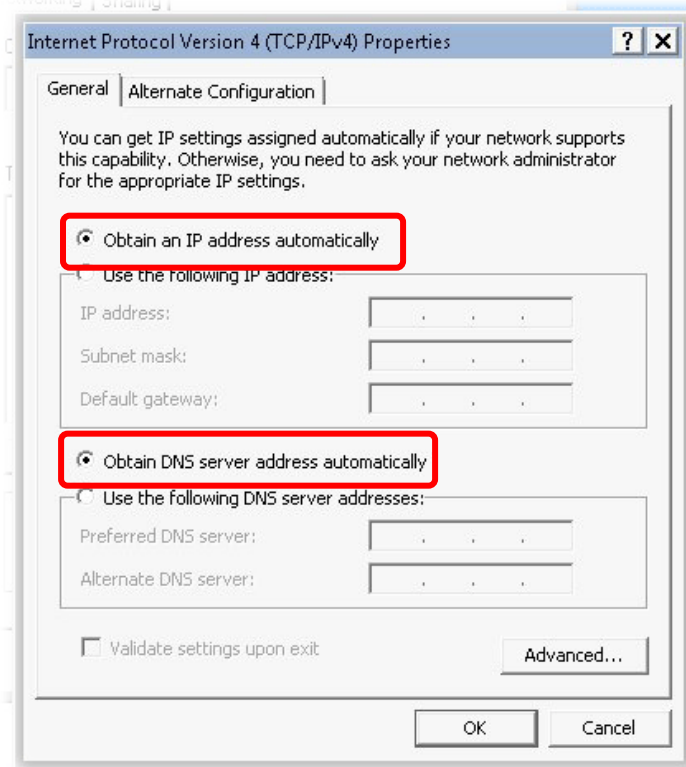 Sharing
Internet Protocol Version 4 (TCP/IPv4) Properties
General
Alternate Configuration
You can get IP settings assigned automatically if your network supports
this capability. Otherwise, you need to ask your network administrator
for the appropriate IP settings.
Obtain an IP address automatically
Use the following IP address:
IP address:
Subnet mask:
Default gateway:
Obtain DNS server address automatically
Use the following DNS server addresses:
Preferred DNS server:
Alternate DNS server:
Validate settings upon exit
Advanced...
OK
Cancel